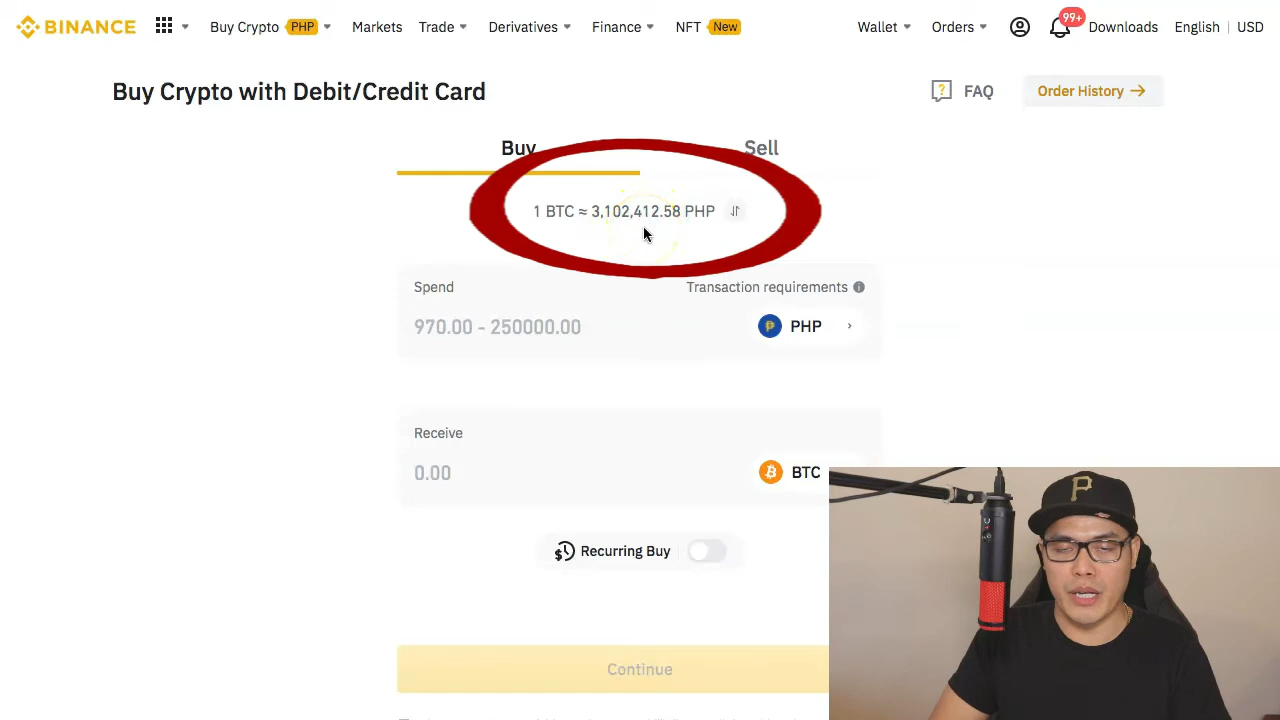 BINANCE
Buy Crypto PHP
Markets
Trade
Derivatives
Finance
NFT New
Wallet
Orders
99+
Downloads
English | USD
Buy Crypto with Debit/Credit Card
? FAQ
Order History →
Buy
Sell
1 BTC ≈ 3,102,412.58 PHP
Spend
Transaction requirements
970.00 - 250000.00
PHP
Receive
0.00
BTC
Recurring Buy
Continue
P